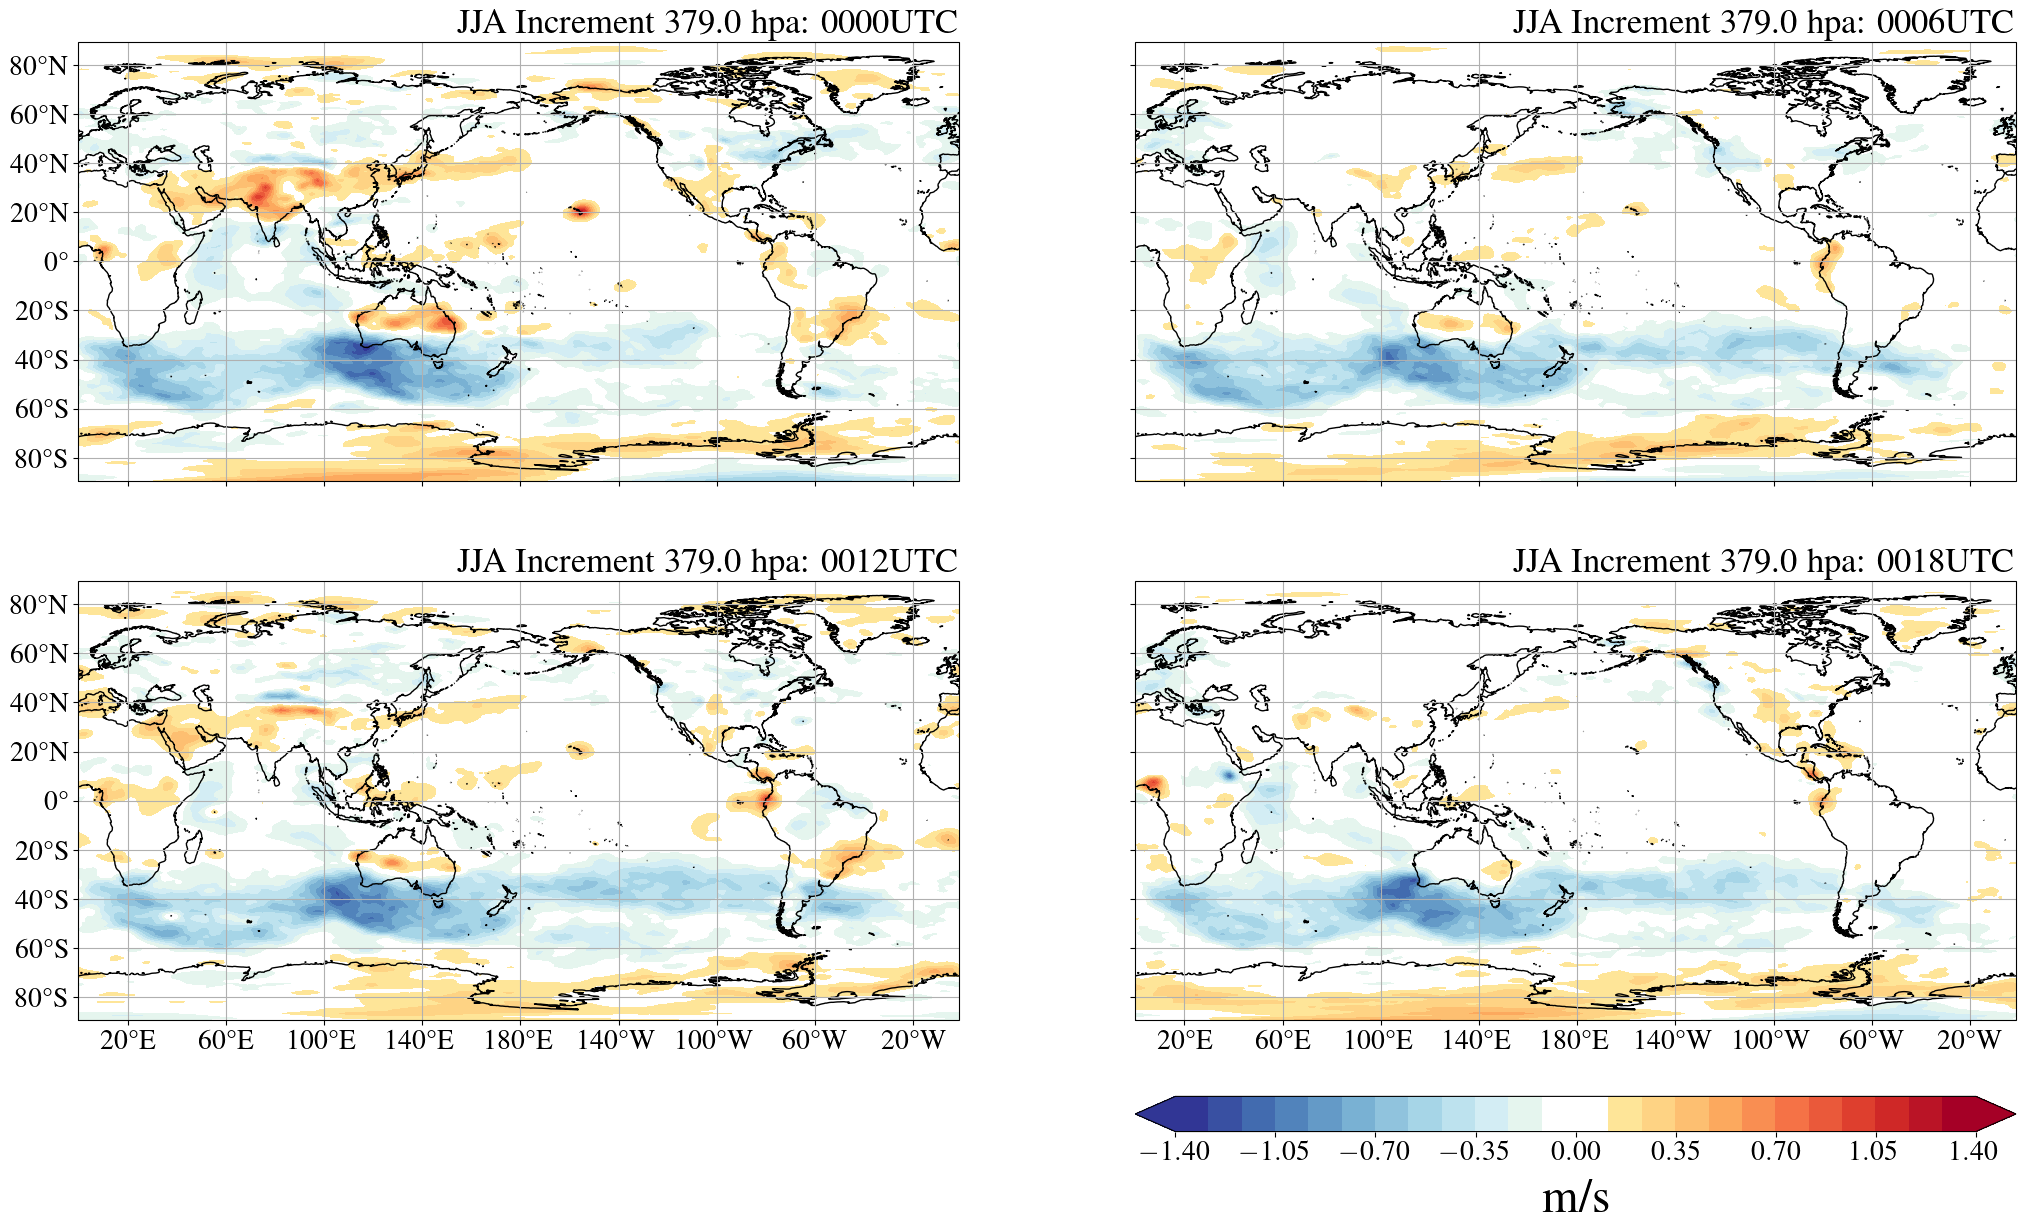 JJA Increment 379.0 hpa: 0000UTC
JJA Increment 379.0 hpa: 0006UTC
80°N
60°N
40°N
20°N
0°
20°S
40°S
60°S
80°S
JJA Increment 379.0 hpa: 0012UTC
JJA Increment 379.0 hpa: 0018UTC
80°N
60°N
40°N
20°N
0°
20°S
40°S
60°S
80°S
20°E 60°E 100°E 140°E 180°E 140°W 100°W 60°W 20°W
20°E 60°E 100°E 140°E 180°E 140°W 100°W 60°W 20°W
−1.40 −1.05 −0.70 −0.35 0.00 0.35 0.70 1.05 1.40
m/s